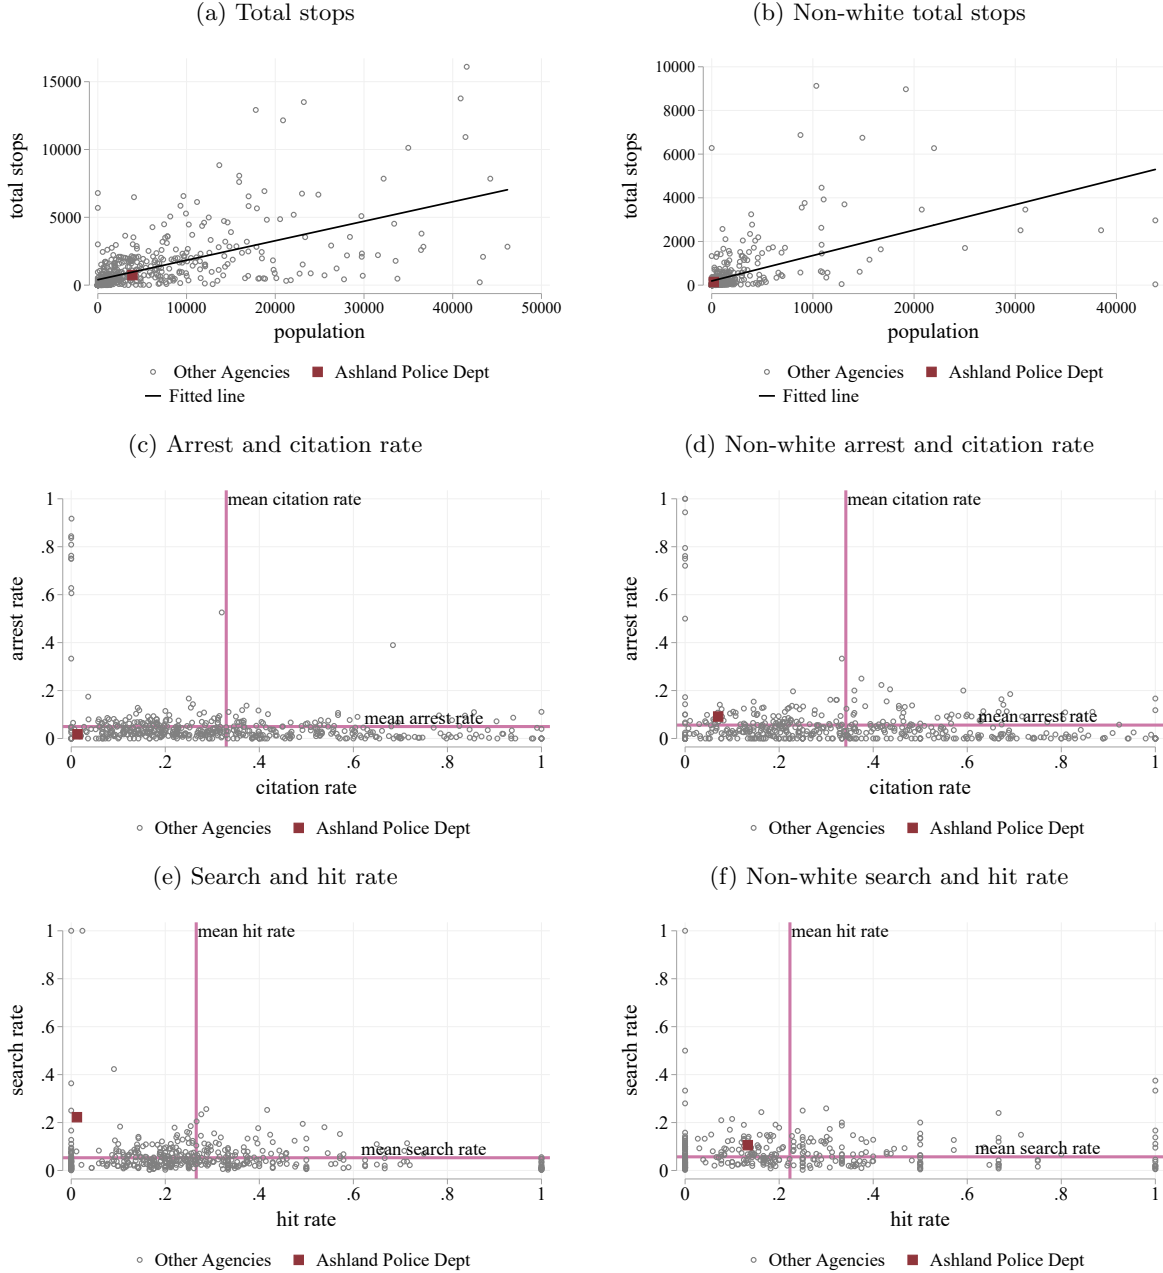 (a) Total stops
(b) Non-white total stops
total stops
15000
10000
5000
0
0
10000
20000
30000
40000
50000
population
Other Agencies
Ashland Police Dept
Fitted line
total stops
10000
8000
6000
4000
2000
0
0
10000
20000
30000
40000
population
Other Agencies
Ashland Police Dept
Fitted line
(c) Arrest and citation rate
(d) Non-white arrest and citation rate
arrest rate
1
.8
.6
.4
.2
0
mean citation rate
mean arrest rate
0
.2
.4
.6
.8
1
citation rate
Other Agencies
Ashland Police Dept
arrest rate
1
.8
.6
.4
.2
0
mean citation rate
mean arrest rate
0
.2
.4
.6
.8
1
citation rate
Other Agencies
Ashland Police Dept
(e) Search and hit rate
(f) Non-white search and hit rate
search rate
1
.8
.6
.4
.2
0
mean hit rate
mean search rate
0
.2
.4
.6
.8
1
hit rate
Other Agencies
Ashland Police Dept
search rate
1
.8
.6
.4
.2
0
mean hit rate
mean search rate
0
.2
.4
.6
.8
1
hit rate
Other Agencies
Ashland Police Dept